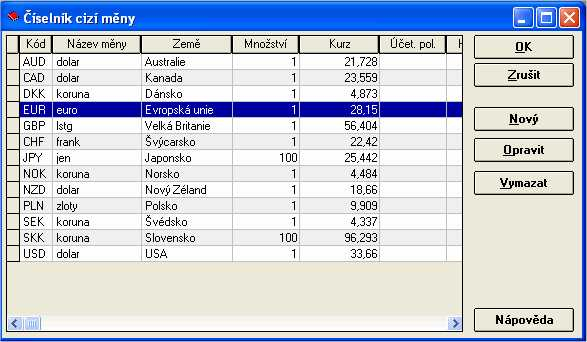 Číselník cizí měny
Kód Název měny Země Množství Kurz Účet. pol.
AUD dolar Australie 1 21,728
CAD dolar Kanada 1 23,559
DKK koruna Dánsko 1 4,873
EUR euro Evropská unie 1 28,15
GBP lstg Velká Britanie 1 56,404
CHF frank Švýcarsko 1 22,42
JPY jen Japonsko 100 25,442
NOK koruna Norsko 1 4,484
NZD dolar Nový Zéland 1 18,66
PLN zloty Polsko 1 9,909
SEK koruna Švédsko 1 4,337
SKK koruna Slovensko 100 96,293
USD dolar USA 1 33,66
OK
Zrušit
Nový
Opravit
Vymazat
Nápověda